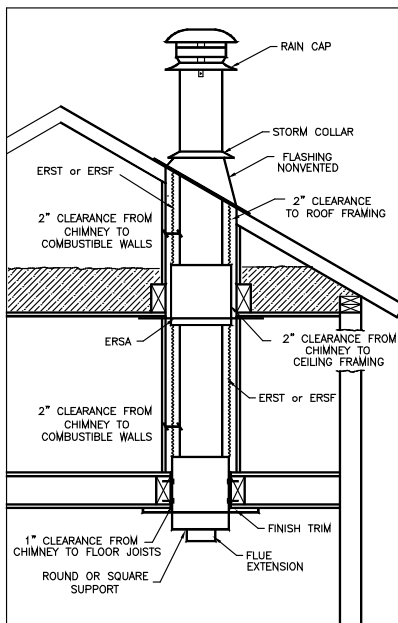 RAIN CAP
STORM COLLAR
FLASHING
NONVENTED
ERST or ERSF
2" CLEARANCE
TO ROOF FRAMING
2" CLEARANCE FROM
CHIMNEY TO
COMBUSTIBLE WALLS
ERSA
2" CLEARANCE FROM
CHIMNEY TO
CEILING FRAMING
ERST or ERSF
2" CLEARANCE FROM
CHIMNEY TO
COMBUSTIBLE WALLS
1" CLEARANCE FROM
CHIMNEY TO FLOOR JOISTS
FINISH TRIM
FLUE
EXTENSION
ROUND OR SQUARE
SUPPORT